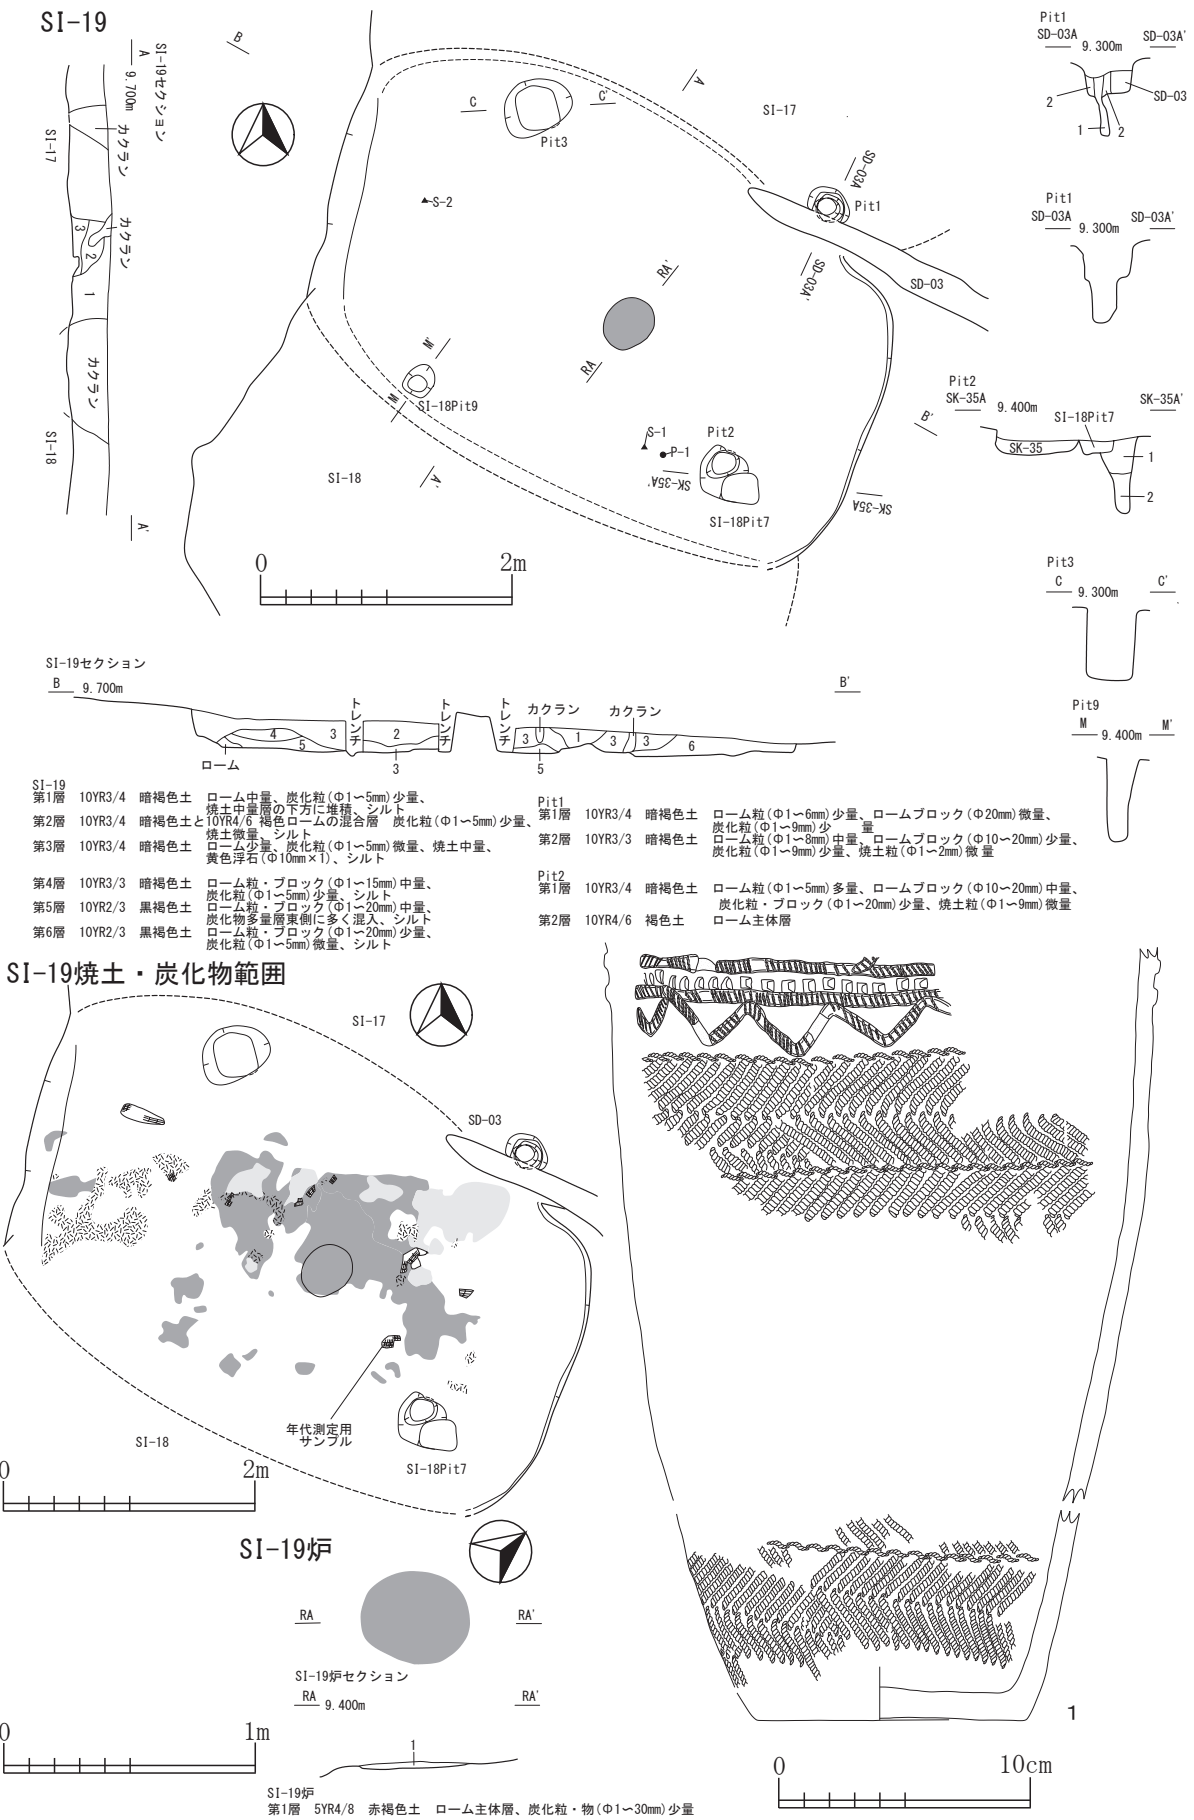 SI-19
SI-19セクション
A 9.700m
カクラン
SI-17
カクラン
3
2
1
カクラン
SI-18
A'
B
A
C
C'
Pit3
SI-17
S-2
SD-03A
Pit1
SD-03A'
SD-03
RA'
RA
M'
M
SI-18Pit9
S-1
P-1
Pit2
B'
SK-35A'
SK-35A
SI-18Pit7
SI-18
A'
0 2m
Pit1
SD-03A 9.300m SD-03A'
2
SD-03
1
2
Pit1
SD-03A 9.300m SD-03A'
Pit2
SK-35A 9.400m SK-35A'
SI-18Pit7
SK-35
1
2
Pit3
C 9.300m C'
Pit9
M 9.400m M'
SI-19セクション
B 9.700m B'
トレンチ
トレンチ
トレンチ
カクラン
カクラン
4 3 2 3 1 3 3 6
5
ローム
3
5
SI-19
第1層 10YR3/4 暗褐色土 ローム中量、炭化粒(Φ1〜5mm)少量、
焼土中量層の下方に堆積、シルト
第2層 10YR3/4 暗褐色土と10YR4/6 褐色ロームの混合層 炭化粒(Φ1〜5mm)少量、
焼土微量、シルト
第3層 10YR3/4 暗褐色土 ローム少量、炭化粒(Φ1〜5mm)微量、焼土中量、
黄色浮石(Φ10mm×1)、シルト
第4層 10YR3/3 暗褐色土 ローム粒・ブロック(Φ1〜15mm)中量、
炭化粒(Φ1〜5mm)少量、シルト
第5層 10YR2/3 黒褐色土 ローム粒・ブロック(Φ1〜20mm)中量、
炭化物多量層東側に多く混入、シルト
第6層 10YR2/3 黒褐色土 ローム粒・ブロック(Φ1〜20mm)少量、
炭化粒(Φ1〜5mm)微量、シルト
Pit1
第1層 10YR3/4 暗褐色土 ローム粒(Φ1〜6mm)少量、ロームブロック(Φ20mm)微量、
炭化粒(Φ1〜9mm)少 量
第2層 10YR3/3 暗褐色土 ローム粒(Φ1〜8mm)中量、ロームブロック(Φ10〜20mm)少量、
炭化粒(Φ1〜9mm)少量、焼土粒(Φ1〜2mm)微量
Pit2
第1層 10YR3/4 暗褐色土 ローム粒(Φ1〜5mm)多量、ロームブロック(Φ10〜20mm)中量、
炭化粒・ブロック(Φ1〜20mm)少量、焼土粒(Φ1〜9mm)微量
第2層 10YR4/6 褐色土 ローム主体層
SI-19焼土・炭化物範囲
SI-17
SD-03
年代測定用
サンプル
SI-18
SI-18Pit7
0 2m
SI-19炉
RA RA'
SI-19炉セクション
RA 9.400m RA'
0 1m
1
SI-19炉
第1層 5YR4/8 赤褐色土 ローム主体層、炭化粒・物(Φ1〜30mm)少量
1
0 10cm